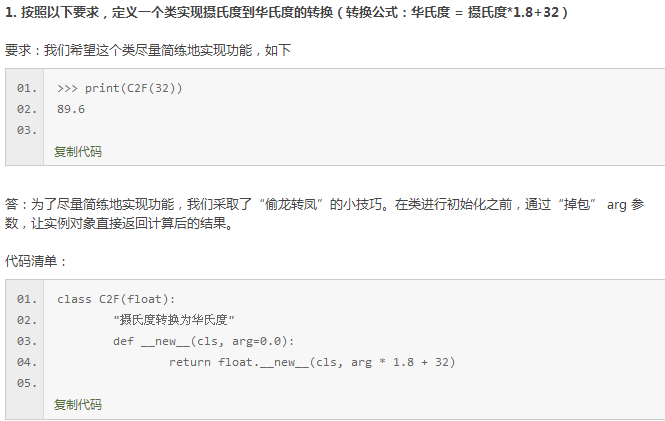 1. 按照以下要求，定义一个类实现摄氏度到华氏度的转换（转换公式：华氏度 = 摄氏度*1.8+32）
要求：我们希望这个类尽量简练地实现功能，如下
01. >>> print(C2F(32))
02. 89.6
03.
复制代码
答：为了尽量简练地实现功能，我们采取了“偷龙转凤”的小技巧。在类进行初始化之前，通过“掉包” arg 参
数，让实例对象直接返回计算后的结果。
代码清单：
01. class C2F(float):
02. "摄氏度转换为华氏度"
03. def __new__(cls, arg=0.0):
04. return float.__new__(cls, arg * 1.8 + 32)
05.
复制代码